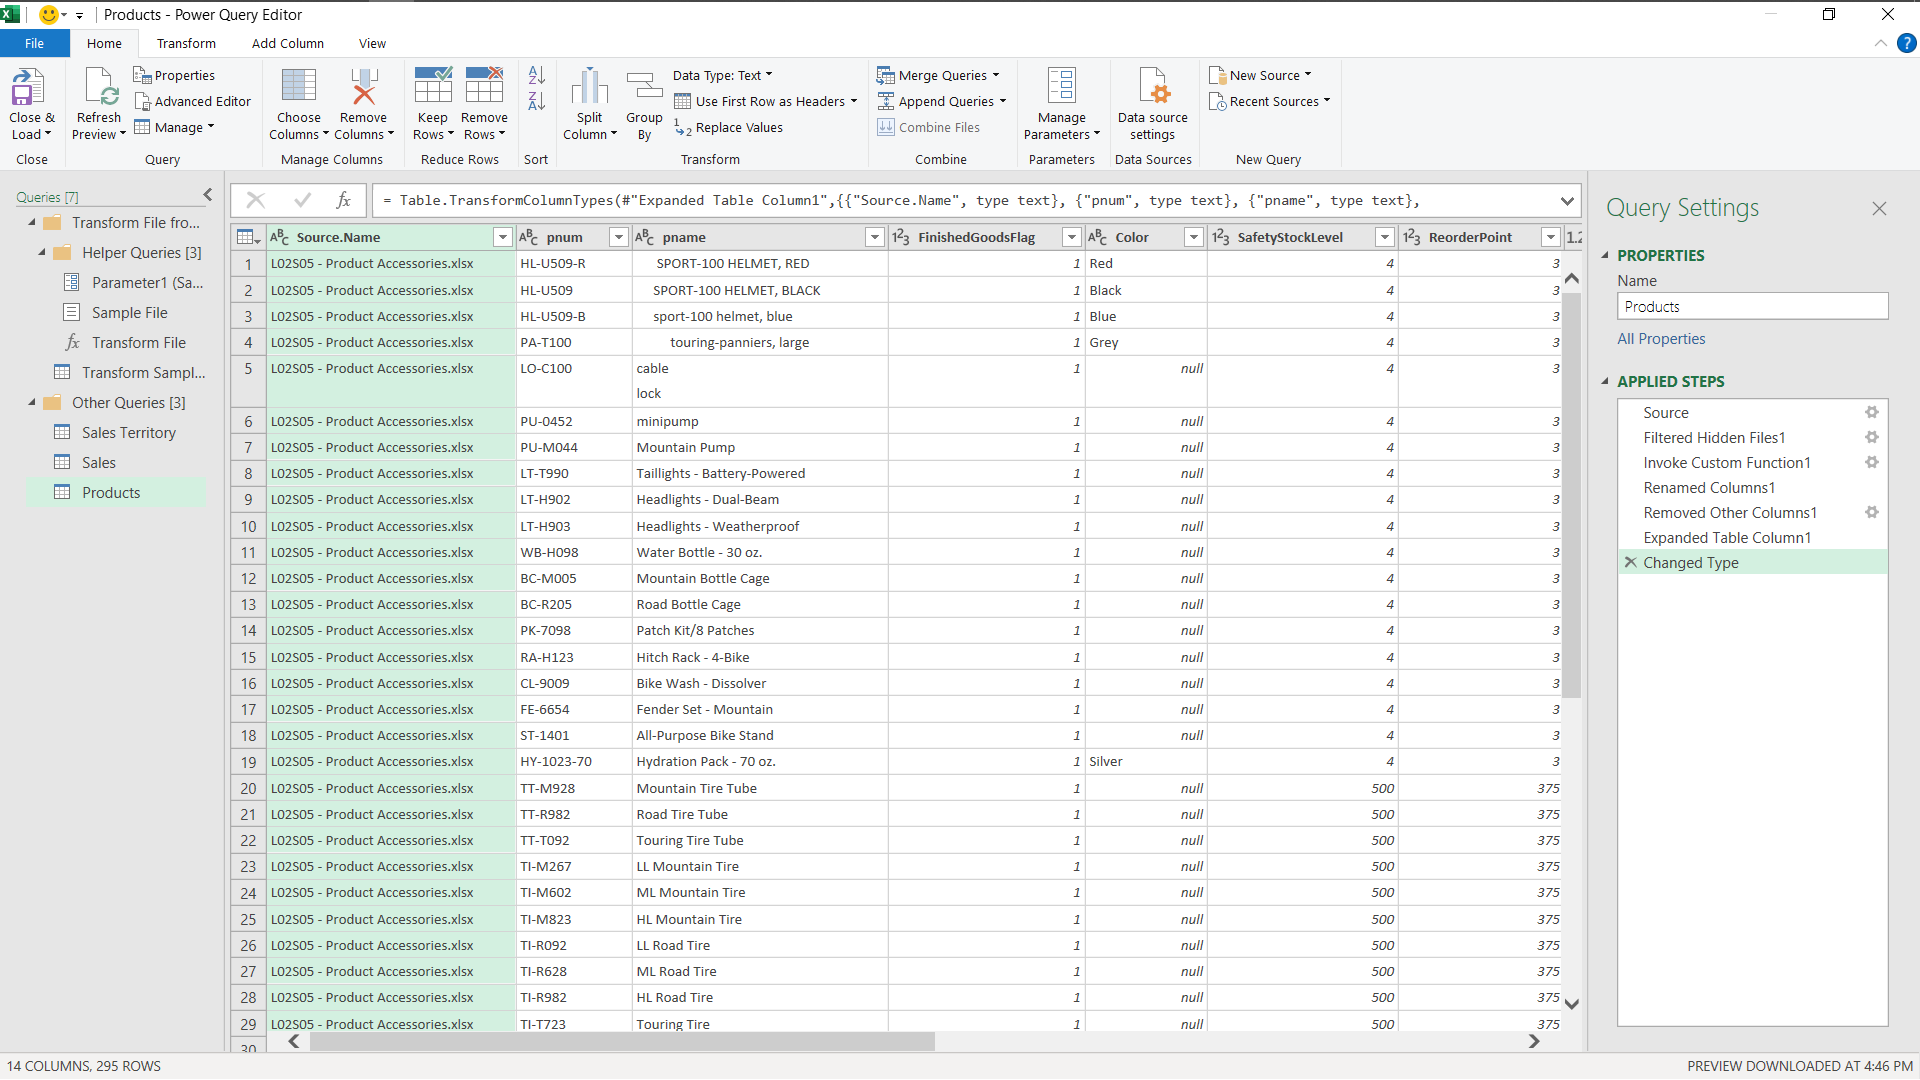 Products - Power Query Editor
File Home Transform Add Column View
Close & Load
Close
Refresh Preview
Properties
Advanced Editor
Manage
Query
Choose Columns
Remove Columns
Manage Columns
Keep Rows
Remove Rows
Reduce Rows
Sort
Split Column
Group By
Data Type: Text
Use First Row as Headers
Replace Values
Transform
Merge Queries
Append Queries
Combine Files
Combine
Manage Parameters
Parameters
Data source settings
Data Sources
New Source
Recent Sources
New Query
Queries [7]
Transform File fro...
Helper Queries [3]
Parameter1 (Sa...
Sample File
fx Transform File
Transform Sampl...
Other Queries [3]
Sales Territory
Sales
Products
fx = Table.TransformColumnTypes(#"Expanded Table Column1",{{"Source.Name", type text}, {"pnum", type text}, {"pname", type text},
Source.Name pnum pname FinishedGoodsFlag Color SafetyStockLevel ReorderPoint 1.2
1 L02S05 - Product Accessories.xlsx HL-U509-R SPORT-100 HELMET, RED 1 Red 4 3
2 L02S05 - Product Accessories.xlsx HL-U509 SPORT-100 HELMET, BLACK 1 Black 4 3
3 L02S05 - Product Accessories.xlsx HL-U509-B sport-100 helmet, blue 1 Blue 4 3
4 L02S05 - Product Accessories.xlsx PA-T100 touring-panniers, large 1 Grey 4 3
5 L02S05 - Product Accessories.xlsx LO-C100 cable 1 null 4 3
lock
6 L02S05 - Product Accessories.xlsx PU-0452 minipump 1 null 4 3
7 L02S05 - Product Accessories.xlsx PU-M044 Mountain Pump 1 null 4 3
8 L02S05 - Product Accessories.xlsx LT-T990 Taillights - Battery-Powered 1 null 4 3
9 L02S05 - Product Accessories.xlsx LT-H902 Headlights - Dual-Beam 1 null 4 3
10 L02S05 - Product Accessories.xlsx LT-H903 Headlights - Weatherproof 1 null 4 3
11 L02S05 - Product Accessories.xlsx WB-H098 Water Bottle - 30 oz. 1 null 4 3
12 L02S05 - Product Accessories.xlsx BC-M005 Mountain Bottle Cage 1 null 4 3
13 L02S05 - Product Accessories.xlsx BC-R205 Road Bottle Cage 1 null 4 3
14 L02S05 - Product Accessories.xlsx PK-7098 Patch Kit/8 Patches 1 null 4 3
15 L02S05 - Product Accessories.xlsx RA-H123 Hitch Rack - 4-Bike 1 null 4 3
16 L02S05 - Product Accessories.xlsx CL-9009 Bike Wash - Dissolver 1 null 4 3
17 L02S05 - Product Accessories.xlsx FE-6654 Fender Set - Mountain 1 null 4 3
18 L02S05 - Product Accessories.xlsx ST-1401 All-Purpose Bike Stand 1 null 4 3
19 L02S05 - Product Accessories.xlsx HY-1023-70 Hydration Pack - 70 oz. 1 Silver 4 3
20 L02S05 - Product Accessories.xlsx TT-M928 Mountain Tire Tube 1 null 500 375
21 L02S05 - Product Accessories.xlsx TT-R982 Road Tire Tube 1 null 500 375
22 L02S05 - Product Accessories.xlsx TT-T092 Touring Tire Tube 1 null 500 375
23 L02S05 - Product Accessories.xlsx TI-M267 LL Mountain Tire 1 null 500 375
24 L02S05 - Product Accessories.xlsx TI-M602 ML Mountain Tire 1 null 500 375
25 L02S05 - Product Accessories.xlsx TI-M823 HL Mountain Tire 1 null 500 375
26 L02S05 - Product Accessories.xlsx TI-R092 LL Road Tire 1 null 500 375
27 L02S05 - Product Accessories.xlsx TI-R628 ML Road Tire 1 null 500 375
28 L02S05 - Product Accessories.xlsx TI-R982 HL Road Tire 1 null 500 375
29 L02S05 - Product Accessories.xlsx TI-T723 Touring Tire 1 null 500 375
30
Query Settings
PROPERTIES
Name
Products
All Properties
APPLIED STEPS
Source
Filtered Hidden Files1
Invoke Custom Function1
Renamed Columns1
Removed Other Columns1
Expanded Table Column1
Changed Type
14 COLUMNS, 295 ROWS
PREVIEW DOWNLOADED AT 4:46 PM